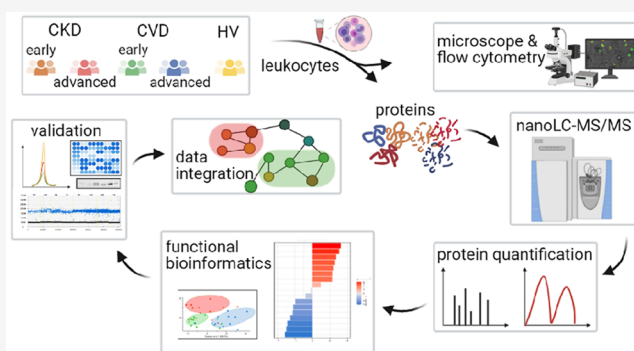 CKD
CVD
HV
early
early
advanced
advanced
leukocytes
microscope &
flow cytometry
proteins
nanoLC-MS/MS
protein quantification
functional
bioinformatics
validation
data
integration